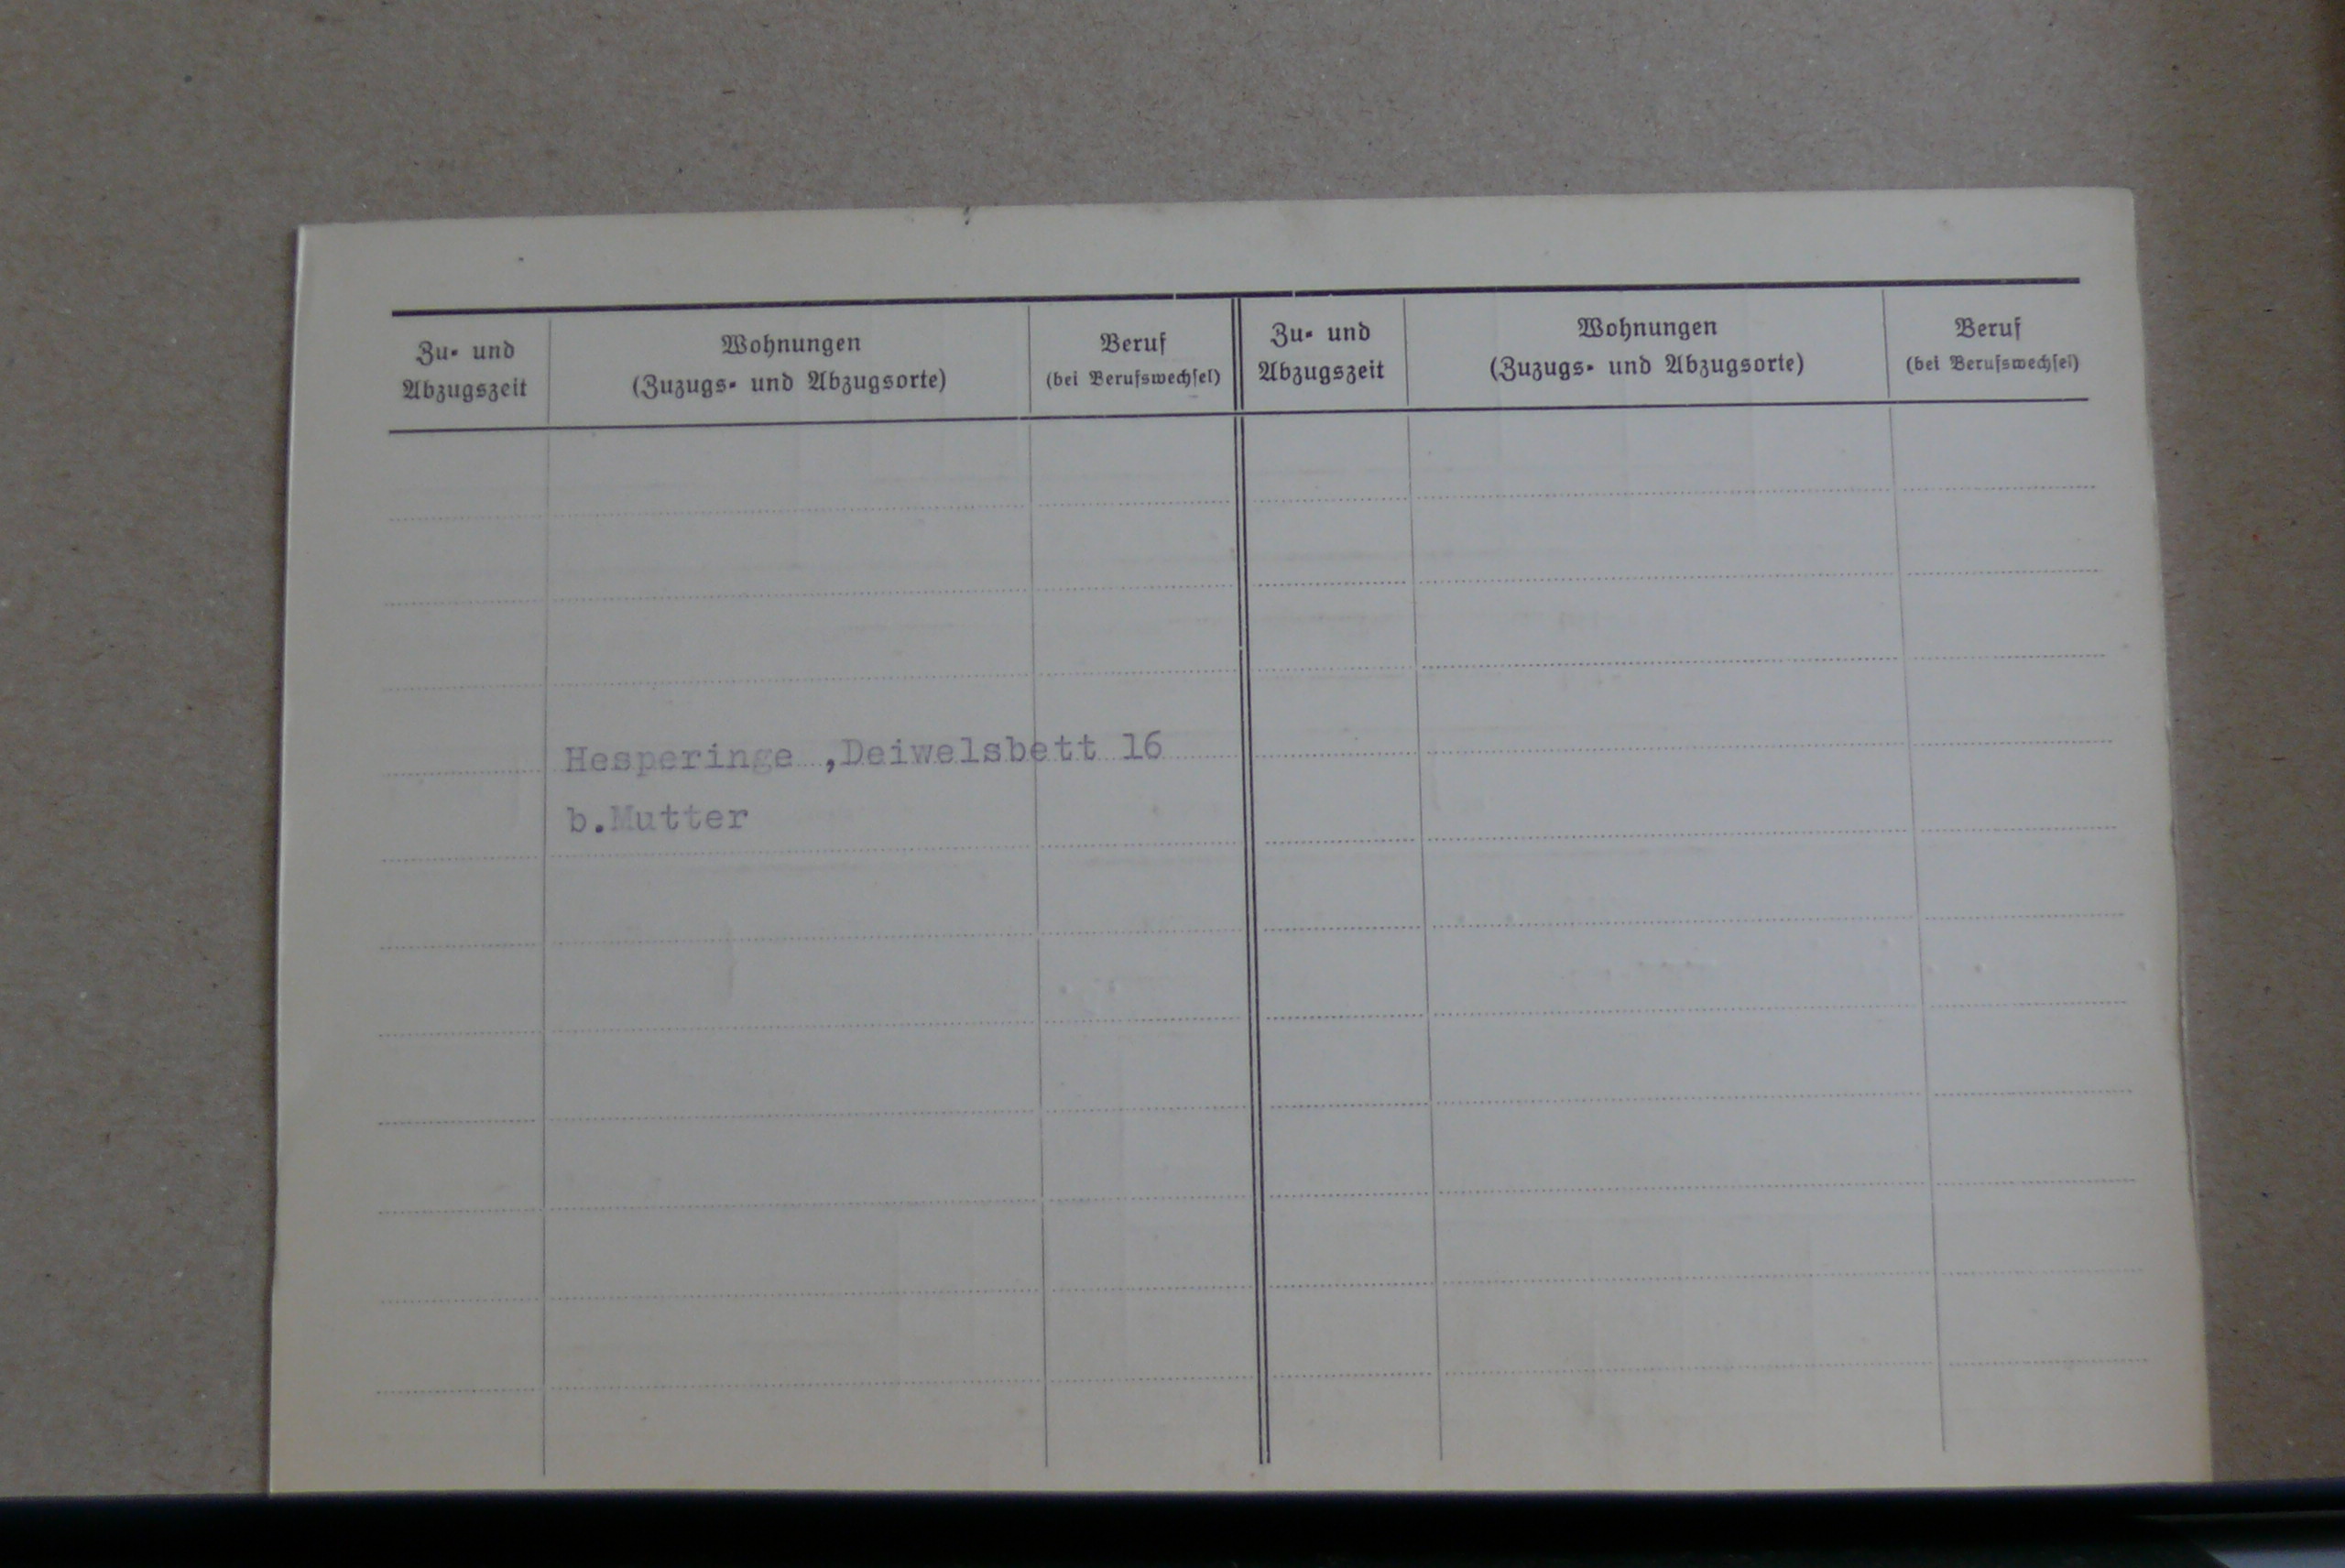 Zu- und
Abzugszeit
Wohnungen
(Zuzugs- und Abzugsorte)
Beruf
(bei Berufswechsel)
Zu- und
Abzugszeit
Wohnungen
(Zuzugs- und Abzugsorte)
Beruf
(bei Berufswechsel)
Hesperinge ,Deiwelsbett 16
b.Mutter